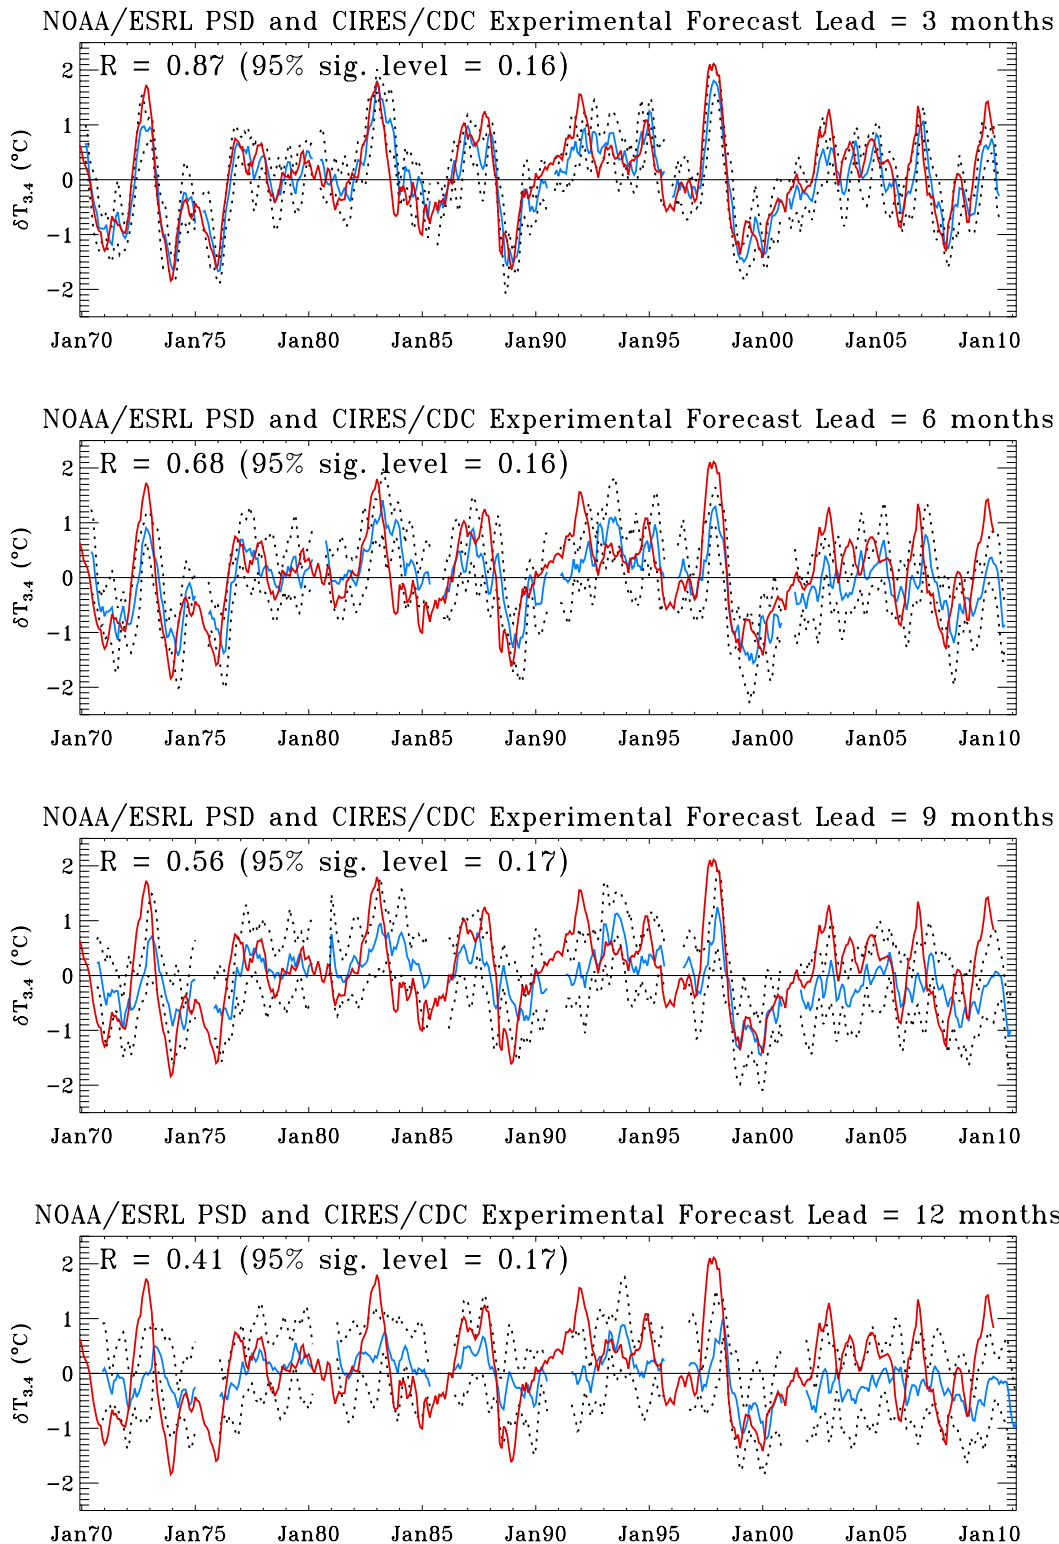 NOAA/ESRL PSD and CIRES/CDC Experimental Forecast Lead = 3 months
R = 0.87 (95% sig. level = 0.16)
2
1
0
−1
−2
δT3.4 (°C)
Jan70 Jan75 Jan80 Jan85 Jan90 Jan95 Jan00 Jan05 Jan10
NOAA/ESRL PSD and CIRES/CDC Experimental Forecast Lead = 6 months
R = 0.68 (95% sig. level = 0.16)
2
1
0
−1
−2
δT3.4 (°C)
Jan70 Jan75 Jan80 Jan85 Jan90 Jan95 Jan00 Jan05 Jan10
NOAA/ESRL PSD and CIRES/CDC Experimental Forecast Lead = 9 months
R = 0.56 (95% sig. level = 0.17)
2
1
0
−1
−2
δT3.4 (°C)
Jan70 Jan75 Jan80 Jan85 Jan90 Jan95 Jan00 Jan05 Jan10
NOAA/ESRL PSD and CIRES/CDC Experimental Forecast Lead = 12 months
R = 0.41 (95% sig. level = 0.17)
2
1
0
−1
−2
δT3.4 (°C)
Jan70 Jan75 Jan80 Jan85 Jan90 Jan95 Jan00 Jan05 Jan10